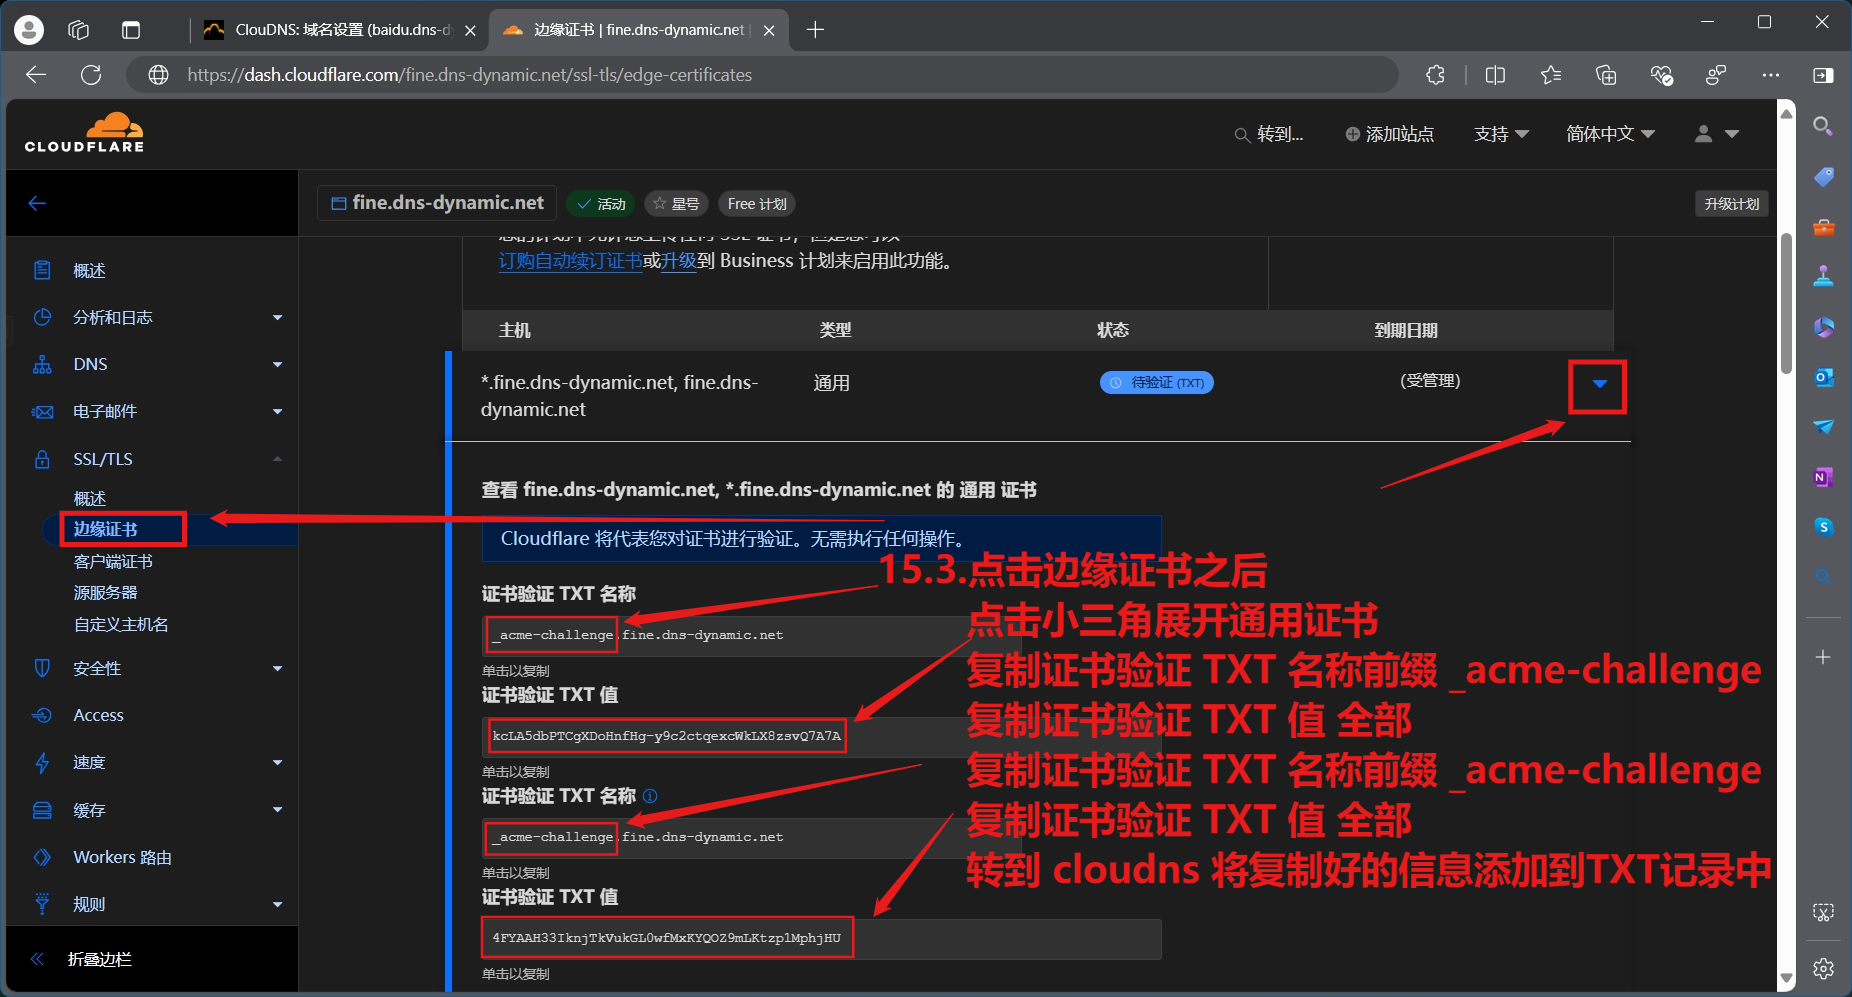 ClouDNS: 域名设置 (baidu.dns-d
边缘证书 | fine.dns-dynamic.net |
https://dash.cloudflare.com/fine.dns-dynamic.net/ssl-tls/edge-certificates
CLOUDFLARE
转到...
添加站点
支持
简体中文
fine.dns-dynamic.net
活动
星号
Free 计划
升级计划
概述
分析和日志
DNS
电子邮件
SSL/TLS
概述
边缘证书
客户端证书
源服务器
自定义主机名
安全性
Access
速度
缓存
Workers 路由
规则
折叠边栏
订购自动续订证书或升级到 Business 计划来启用此功能。
主机 类型 状态 到期日期
*.fine.dns-dynamic.net, fine.dns- 通用 待验证 (TXT) (受管理)
dynamic.net
查看 fine.dns-dynamic.net, *.fine.dns-dynamic.net 的 通用 证书
Cloudflare 将代表您对证书进行验证。无需执行任何操作。
证书验证 TXT 名称
_acme-challenge.fine.dns-dynamic.net
单击以复制
证书验证 TXT 值
kcLA5dbPTCgXDoHnfHg-y9c2ctqexcWkLX8zsvQ7A7A
单击以复制
证书验证 TXT 名称
_acme-challenge.fine.dns-dynamic.net
单击以复制
证书验证 TXT 值
4FYAAH33IknjTkVukGL0wfMxKYQOZ9mLKtzp1MphjHU
单击以复制
15.3.点击边缘证书之后
点击小三角展开通用证书
复制证书验证 TXT 名称前缀 _acme-challenge
复制证书验证 TXT 值 全部
复制证书验证 TXT 名称前缀 _acme-challenge
复制证书验证 TXT 值 全部
转到 cloudns 将复制好的信息添加到TXT记录中